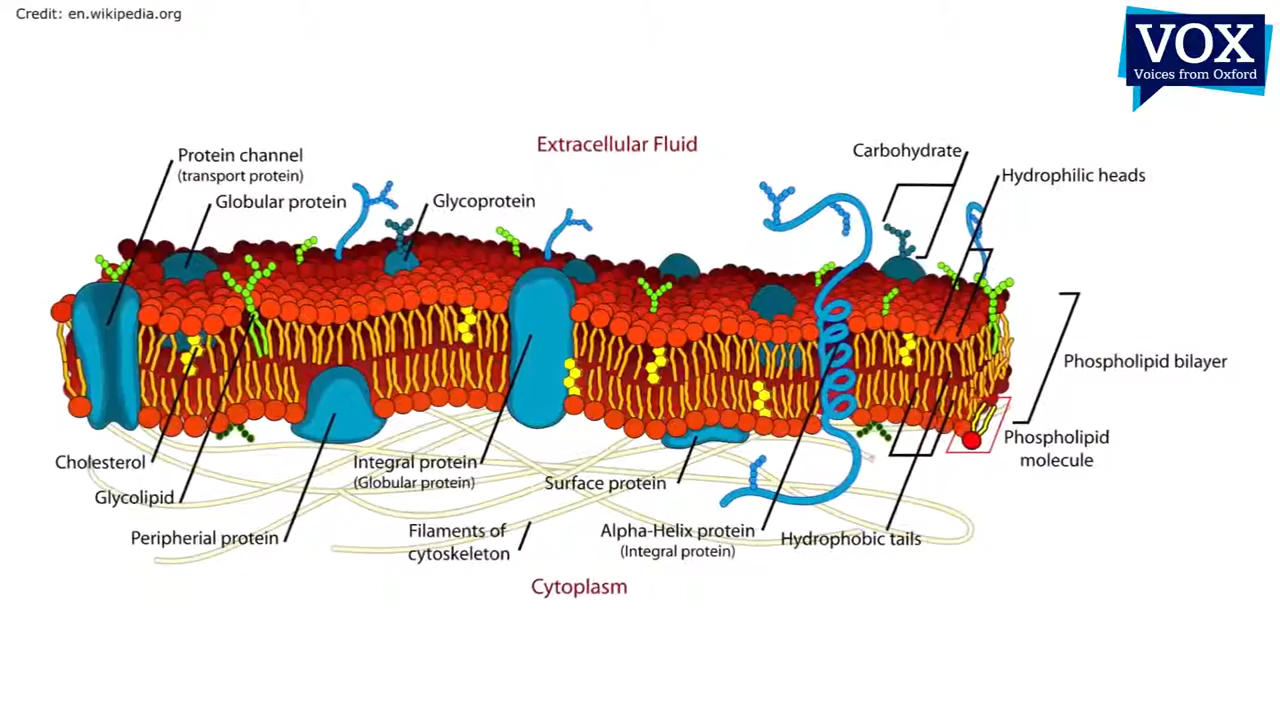 Credit: en.wikipedia.org
VOX
Voices from Oxford
Extracellular Fluid
Carbohydrate
Protein channel
(transport protein)
Hydrophilic heads
Globular protein
Glycoprotein
Phospholipid bilayer
Phospholipid
molecule
Cholesterol
Integral protein
(Globular protein)
Surface protein
Glycolipid
Filaments of
cytoskeleton
Alpha-Helix protein
(Integral protein)
Peripherial protein
Hydrophobic tails
Cytoplasm